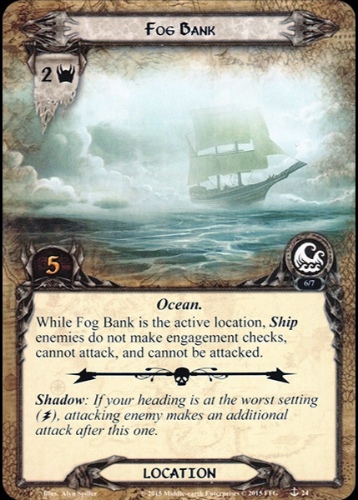 FOG BANK
2
5
6/7
Ocean.
While Fog Bank is the active location, Ship
enemies do not make engagement checks,
cannot attack, and cannot be attacked.
Shadow: If your heading is at the worst setting
( ), attacking enemy makes an additional
attack after this one.
Illus. Alyn Spiller
© 2015 Middle-earth Enterprises © 2015 FFG
24
LOCATION